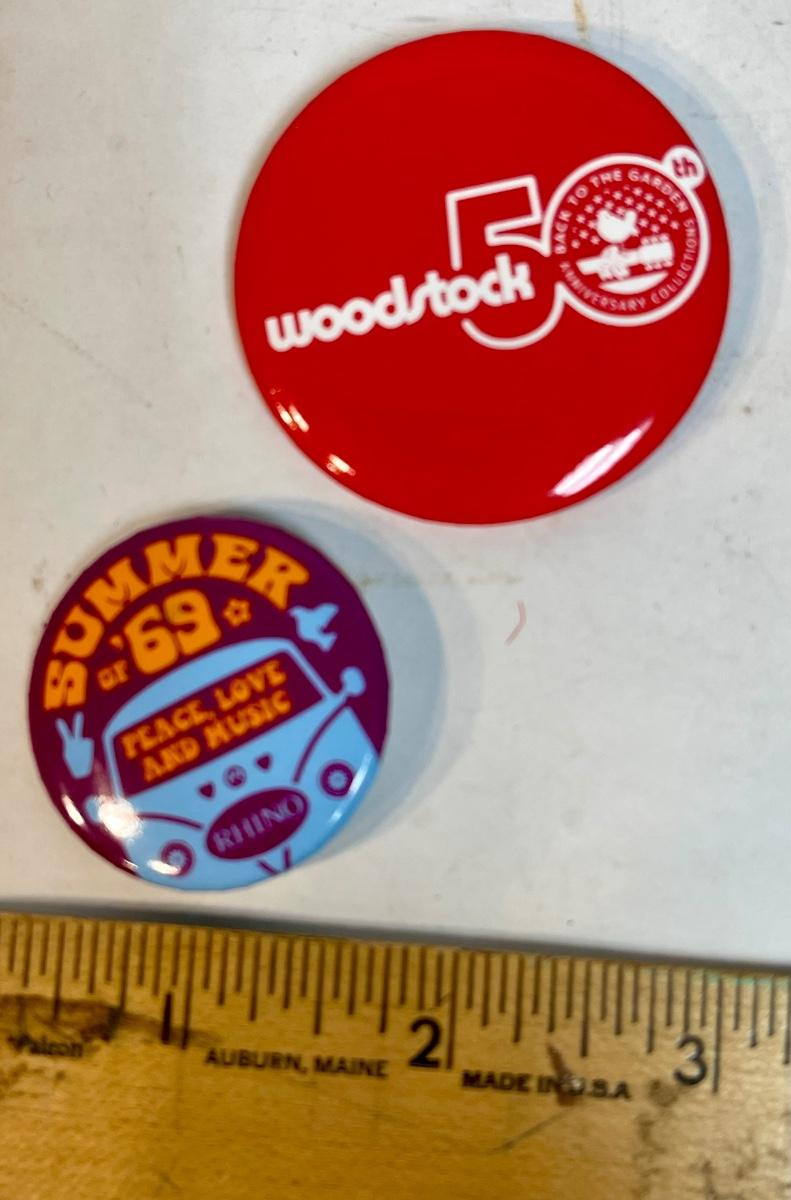 th
BACK TO THE GARDEN
50
woodstock
ANNIVERSARY COLLECTIONS
SUMMER
OF '69
PEACE, LOVE
AND MUSIC
RHINO
1 2 3
"Falcon" AUBURN, MAINE MADE IN U.S.A